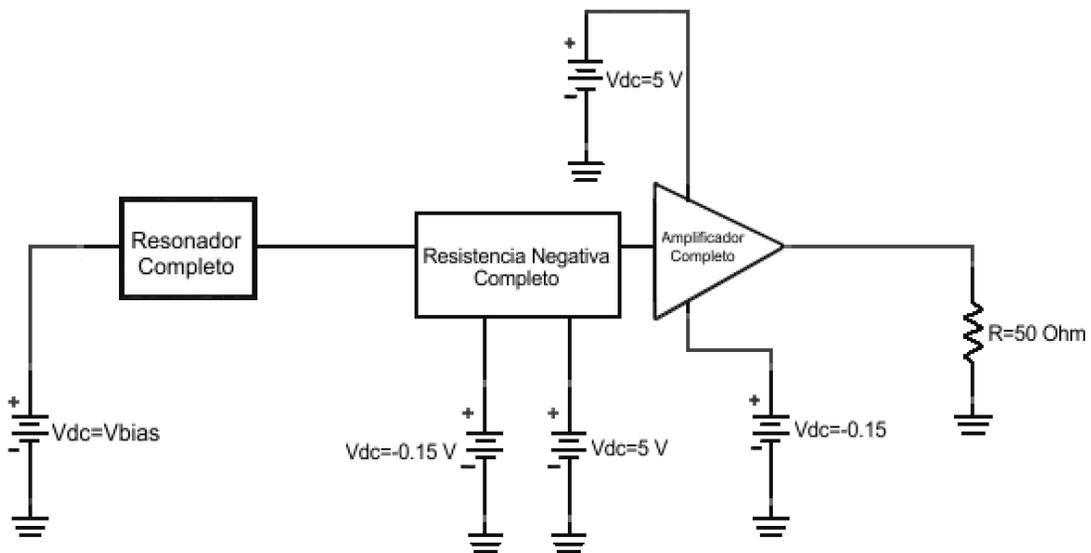 +
Vdc=5 V
-
Resonador
Completo
Resistencia Negativa
Completo
Amplificador
Completo
R=50 Ohm
+
Vdc=Vbias
-
+
Vdc=-0.15 V
-
+
Vdc=5 V
-
+
Vdc=-0.15
-